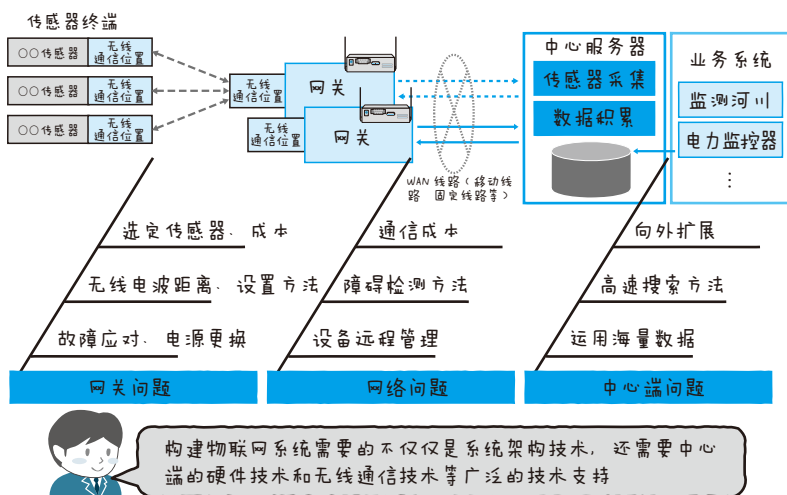 传感器终端
〇〇传感器
无线
通信位置
〇〇传感器
无线
通信位置
〇〇传感器
无线
通信位置
无线
通信位置
网关
无线
通信位置
网关
WAN 线路（移动线
路 固定线路等）
中心服务器
传感器采集
数据积累
业务系统
监测河川
电力监控器
⋮
选定传感器、成本
无线电波距离、设置方法
故障应对、电源更换
网关问题
通信成本
障碍检测方法
设备远程管理
网络问题
向外扩展
高速搜索方法
运用海量数据
中心端问题
构建物联网系统需要的不仅仅是系统架构技术，还需要中心
端的硬件技术和无线通信技术等广泛的技术支持